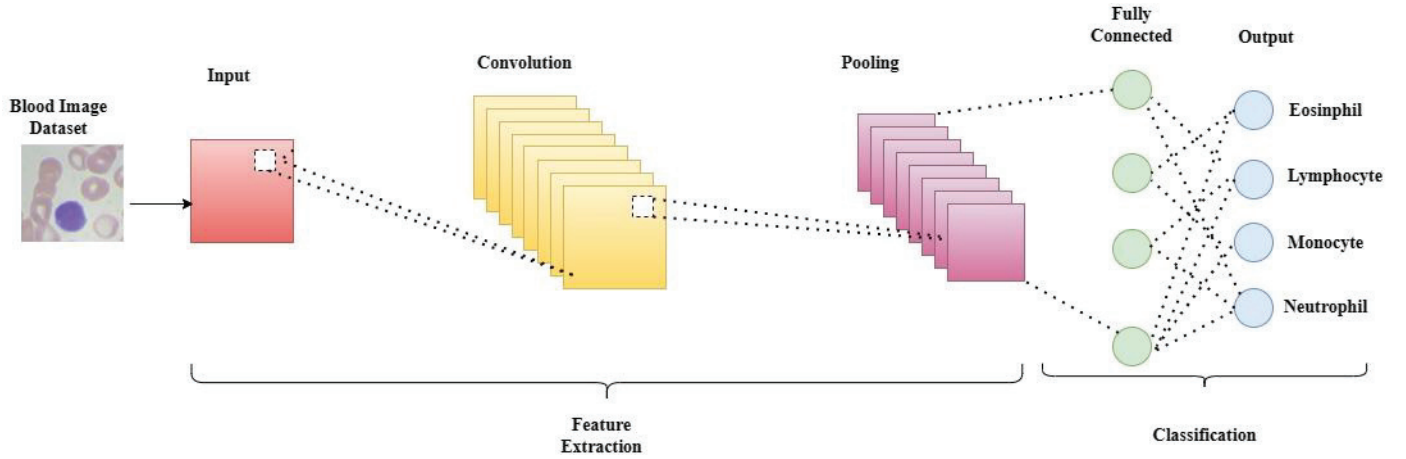 Blood Image
Dataset
Input
Convolution
Pooling
Fully
Connected
Output
Eosinphil
Lymphocyte
Monocyte
Neutrophil
Feature
Extraction
Classification